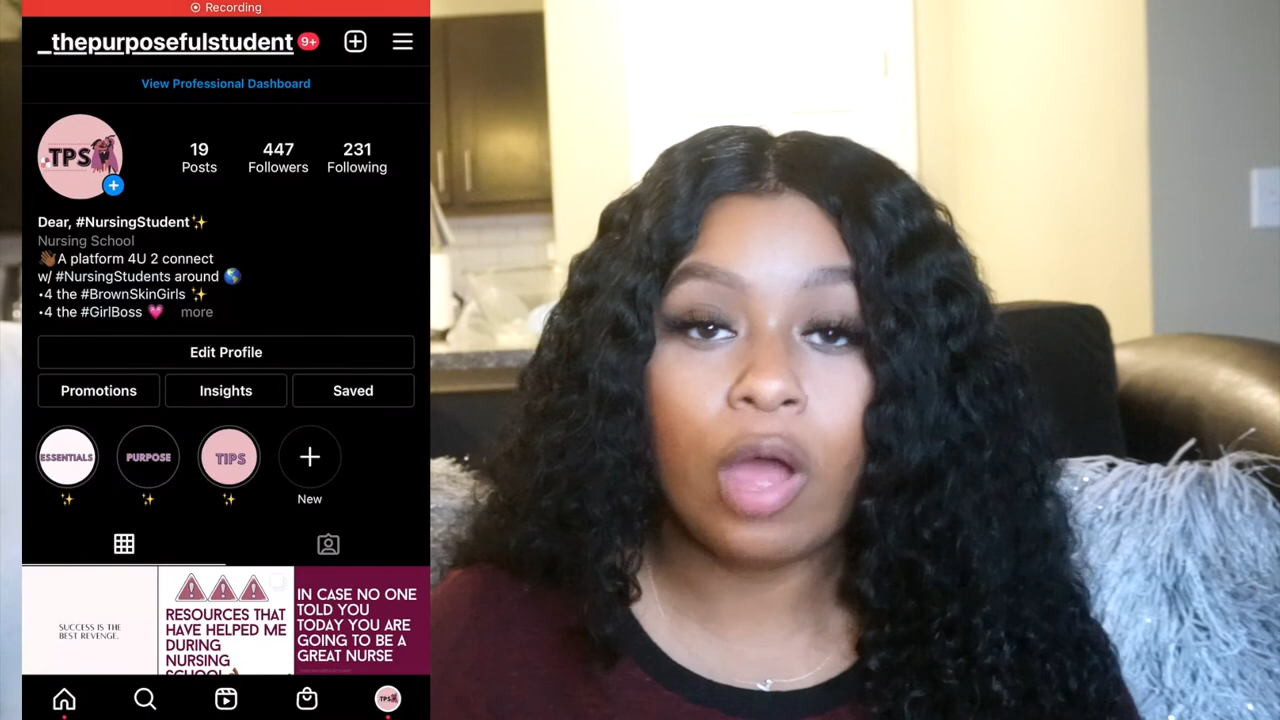 Recording
_thepurposefulstudent 9+
View Professional Dashboard
TPS
19 447 231
Posts Followers Following
Dear, #NursingStudent✨
Nursing School
👋🏾A platform 4U 2 connect
w/ #NursingStudents around 🌎
•4 the #BrownSkinGirls ✨
•4 the #GirlBoss 💗 more
Edit Profile
Promotions Insights Saved
ESSENTIALS PURPOSE TIPS
✨ ✨ ✨ New
SUCCESS IS THE
BEST REVENGE.
RESOURCES THAT
HAVE HELPED ME
DURING
NURSING
SCHOOL
IN CASE NO ONE
TOLD YOU
TODAY YOU ARE
GOING TO BE A
GREAT NURSE
TPS